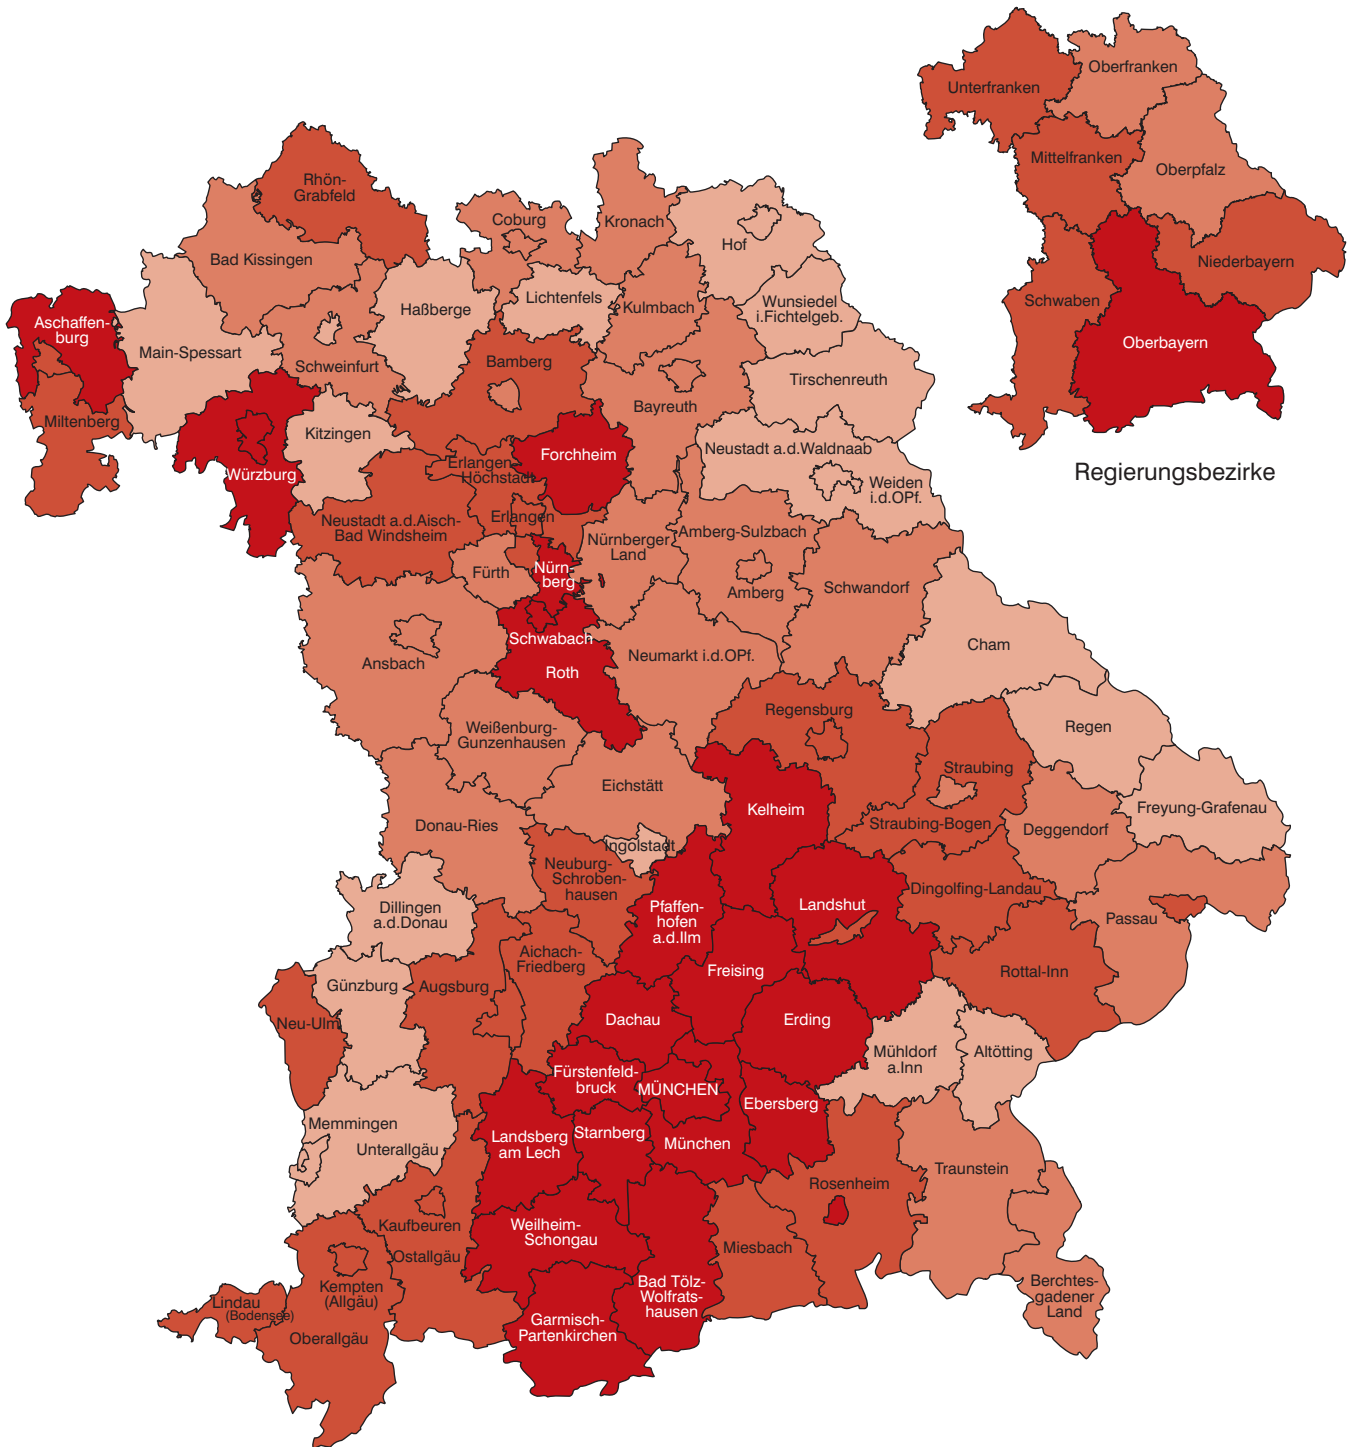 Unterfranken
Oberfranken
Mittelfranken
Oberpfalz
Niederbayern
Schwaben
Oberbayern
Regierungsbezirke
Rhön-
Grabfeld
Coburg
Kronach
Hof
Bad Kissingen
Haßberge
Lichtenfels
Kulmbach
Wunsiedel
i.Fichtelgeb.
Aschaffen-
burg
Main-Spessart
Schweinfurt
Bamberg
Tirschenreuth
Miltenberg
Kitzingen
Bayreuth
Würzburg
Forchheim
Erlangen-
Höchstadt
Neustadt a.d.Waldnaab
Weiden
i.d.OPf.
Neustadt a.d.Aisch-
Bad Windsheim
Erlangen
Nürnberger
Land
Amberg-Sulzbach
Fürth
Nürn-
berg
Amberg
Schwandorf
Ansbach
Schwabach
Roth
Neumarkt i.d.OPf.
Cham
Regensburg
Regen
Weißenburg-
Gunzenhausen
Eichstätt
Straubing
Kelheim
Freyung-Grafenau
Donau-Ries
Straubing-Bogen
Deggendorf
Ingolstadt
Neuburg-
Schroben-
hausen
Dillingen
a.d.Donau
Pfaffen-
hofen
a.d.Ilm
Landshut
Dingolfing-Landau
Passau
Aichach-
Friedberg
Günzburg
Augsburg
Freising
Rottal-Inn
Neu-Ulm
Dachau
Erding
Mühldorf
a.Inn
Altötting
Fürstenfeld-
bruck
MÜNCHEN
Ebersberg
Memmingen
Unterallgäu
Landsberg
am Lech
Starnberg
München
Traunstein
Rosenheim
Kaufbeuren
Ostallgäu
Weilheim-
Schongau
Miesbach
Kempten
(Allgäu)
Bad Tölz-
Wolfrats-
hausen
Berchtes-
gadener
Land
Lindau
(Bodensee)
Oberallgäu
Garmisch-
Partenkirchen